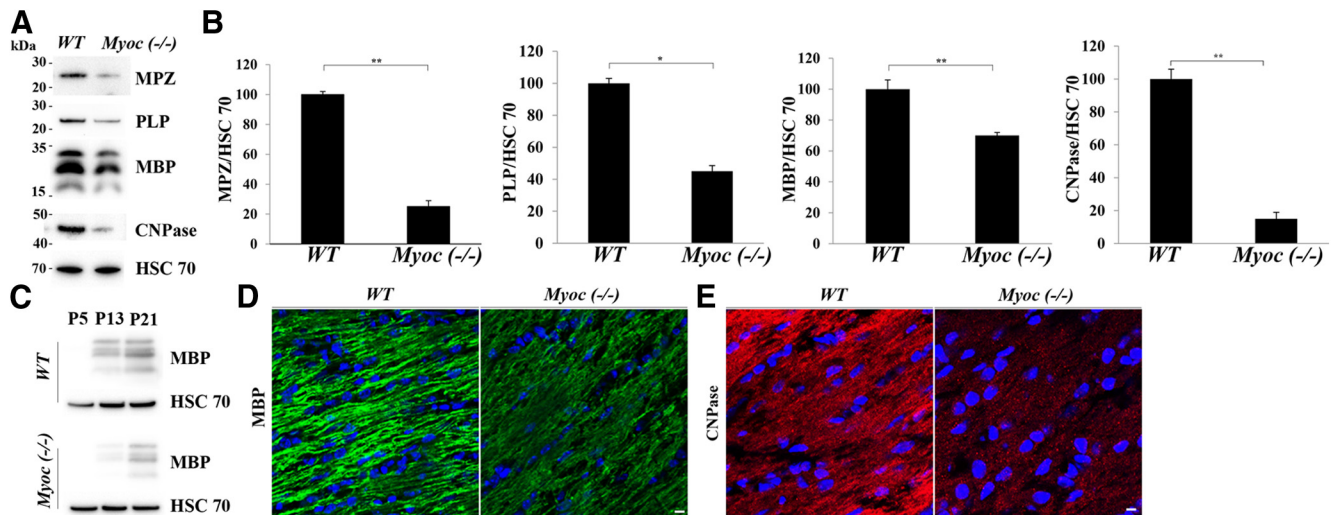 A
kDa WT Myoc (-/-)
30 - MPZ
20 -
30 - PLP
20 -
35 - MBP
15 -
50 - CNPase
40 -
70 - HSC 70
B
MPZ/HSC 70
120
100
80
60
40
20
0
**
WT Myoc (-/-)
PLP/HSC 70
120
100
80
60
40
20
0
*
WT Myoc (-/-)
MBP/HSC 70
120
100
80
60
40
20
0
**
WT Myoc (-/-)
CNPase/HSC 70
120
100
80
60
40
20
0
**
WT Myoc (-/-)
C
P5 P13 P21
WT
MBP
HSC 70
Myoc (-/-)
MBP
HSC 70
D
WT Myoc (-/-)
MBP
E
WT Myoc (-/-)
CNPase